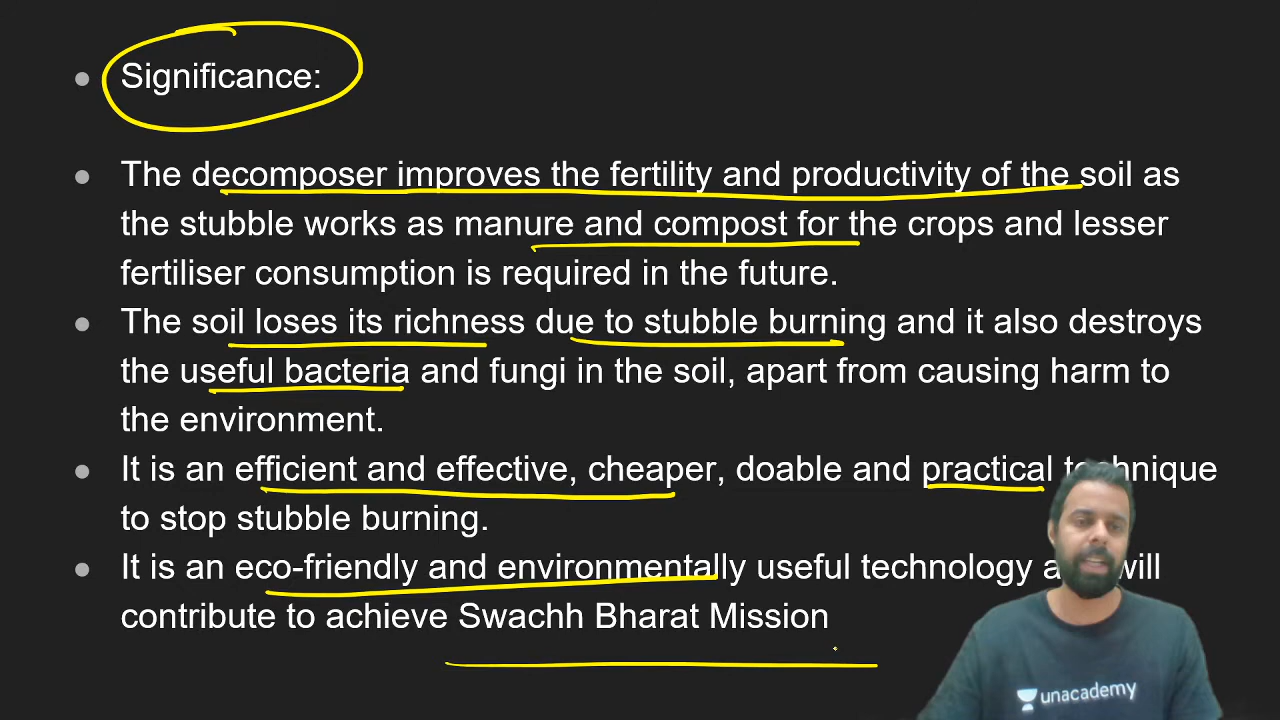 Significance:
The decomposer improves the fertility and productivity of the soil as
the stubble works as manure and compost for the crops and lesser
fertiliser consumption is required in the future.
The soil loses its richness due to stubble burning and it also destroys
the useful bacteria and fungi in the soil, apart from causing harm to
the environment.
It is an efficient and effective, cheaper, doable and practical technique
to stop stubble burning.
It is an eco-friendly and environmentally useful technology will
contribute to achieve Swachh Bharat Mission
unacademy